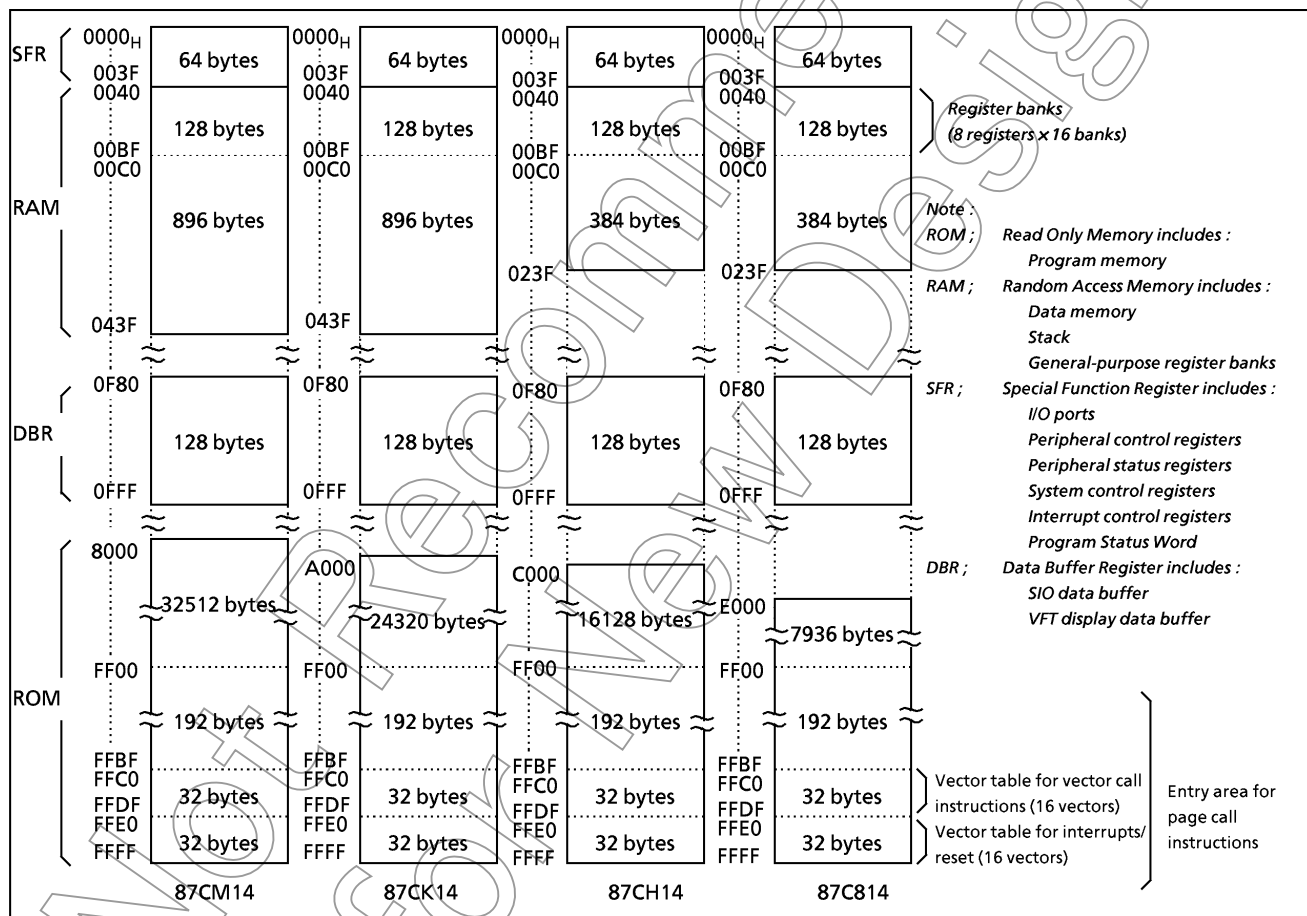 SFR
RAM
DBR
ROM
0000H
003F
0040
00BF
00C0
043F
0F80
0FFF
8000
FF00
FFBF
FFC0
FFDF
FFE0
FFFF
64 bytes
128 bytes
896 bytes
128 bytes
32512 bytes
192 bytes
32 bytes
32 bytes
87CM14
0000H
003F
0040
00BF
00C0
043F
0F80
0FFF
A000
FF00
FFBF
FFC0
FFDF
FFE0
FFFF
64 bytes
128 bytes
896 bytes
128 bytes
24320 bytes
192 bytes
32 bytes
32 bytes
87CK14
0000H
003F
0040
00BF
00C0
023F
0F80
0FFF
C000
FF00
FFBF
FFC0
FFDF
FFE0
FFFF
64 bytes
128 bytes
384 bytes
128 bytes
16128 bytes
192 bytes
32 bytes
32 bytes
87CH14
0000H
003F
0040
00BF
00C0
023F
0F80
0FFF
E000
FF00
FFBF
FFC0
FFDF
FFE0
FFFF
64 bytes
128 bytes
384 bytes
128 bytes
7936 bytes
192 bytes
32 bytes
32 bytes
87C814
Register banks
(8 registers × 16 banks)
Note :
ROM ; Read Only Memory includes :
Program memory
RAM ; Random Access Memory includes :
Data memory
Stack
General-purpose register banks
SFR ; Special Function Register includes :
I/O ports
Peripheral control registers
Peripheral status registers
System control registers
Interrupt control registers
Program Status Word
DBR ; Data Buffer Register includes :
SIO data buffer
VFT display data buffer
Vector table for vector call
instructions (16 vectors)
Vector table for interrupts/
reset (16 vectors)
Entry area for
page call
instructions
Not Recomme
for New Desig